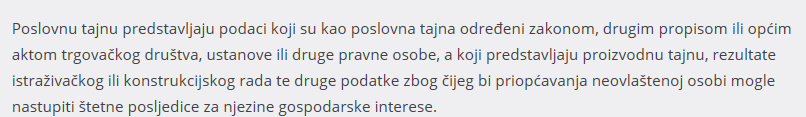 Poslovnu tajnu predstavljaju podaci koji su kao poslovna tajna određeni zakonom, drugim propisom ili općim
aktom trgovačkog društva, ustanove ili druge pravne osobe, a koji predstavljaju proizvodnu tajnu, rezultate
istraživačkog ili konstrukcijskog rada te druge podatke zbog čijeg bi priopćavanja neovlaštenoj osobi mogle
nastupiti štetne posljedice za njezine gospodarske interese.